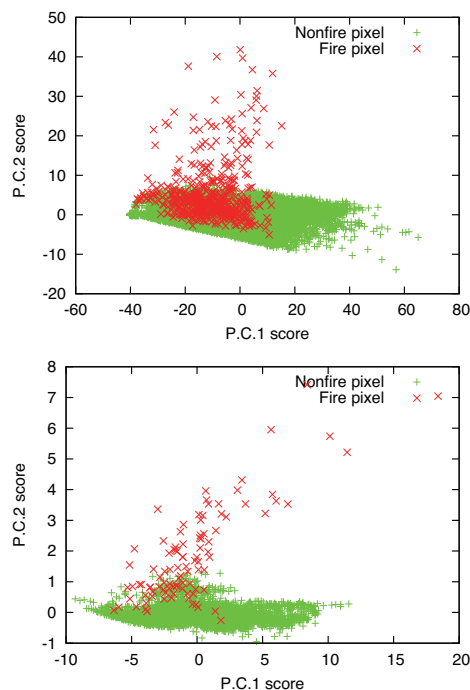 50
40
30
20
10
0
-10
-20
P.C.2 score
Nonfire pixel
Fire pixel
-60 -40 -20 0 20 40 60 80
P.C.1 score
8
7
6
5
4
3
2
1
0
-1
P.C.2 score
Nonfire pixel
Fire pixel
-10 -5 0 5 10 15 20
P.C.1 score